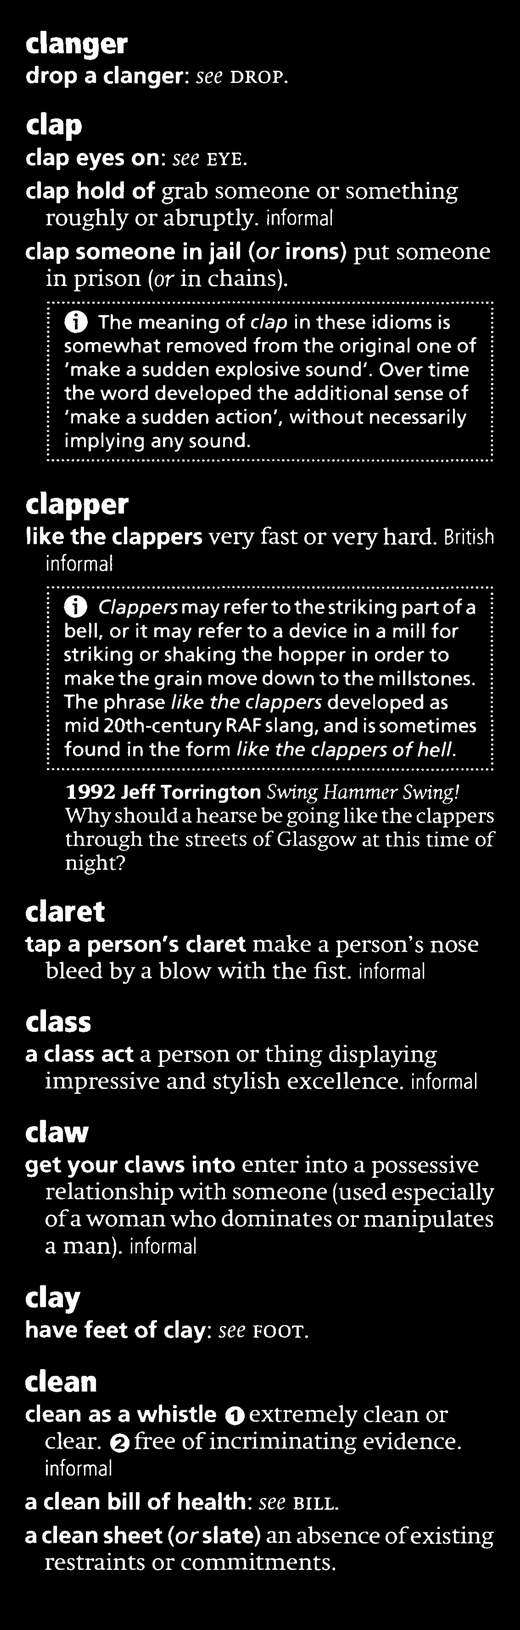 clanger
drop a clanger: see DROP.
clap
clap eyes on: see EYE.
clap hold of grab someone or something
roughly or abruptly. informal
clap someone in jail (or irons) put someone
in prison (or in chains).
ℹ The meaning of clap in these idioms is
somewhat removed from the original one of
'make a sudden explosive sound'. Over time
the word developed the additional sense of
'make a sudden action', without necessarily
implying any sound.
clapper
like the clappers very fast or very hard. British
informal
ℹ Clappers may refer to the striking part of a
bell, or it may refer to a device in a mill for
striking or shaking the hopper in order to
make the grain move down to the millstones.
The phrase like the clappers developed as
mid 20th-century RAF slang, and is sometimes
found in the form like the clappers of hell.
1992 Jeff Torrington Swing Hammer Swing!
Why should a hearse be going like the clappers
through the streets of Glasgow at this time of
night?
claret
tap a person's claret make a person's nose
bleed by a blow with the fist. informal
class
a class act a person or thing displaying
impressive and stylish excellence. informal
claw
get your claws into enter into a possessive
relationship with someone (used especially
of a woman who dominates or manipulates
a man). informal
clay
have feet of clay: see FOOT.
clean
clean as a whistle ❶ extremely clean or
clear. ❷ free of incriminating evidence.
informal
a clean bill of health: see BILL.
a clean sheet (or slate) an absence of existing
restraints or commitments.